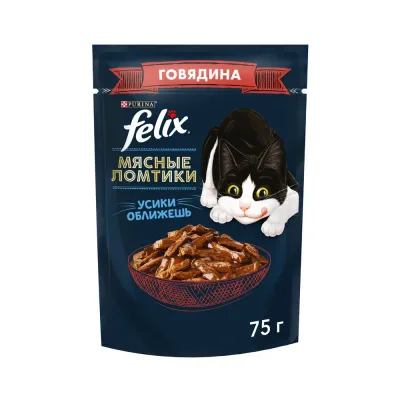 ГОВЯДИНА
PURINA
felix
МЯСНЫЕ
ЛОМТИКИ
УСИКИ
ОБЛИЖЕШЬ
75 г